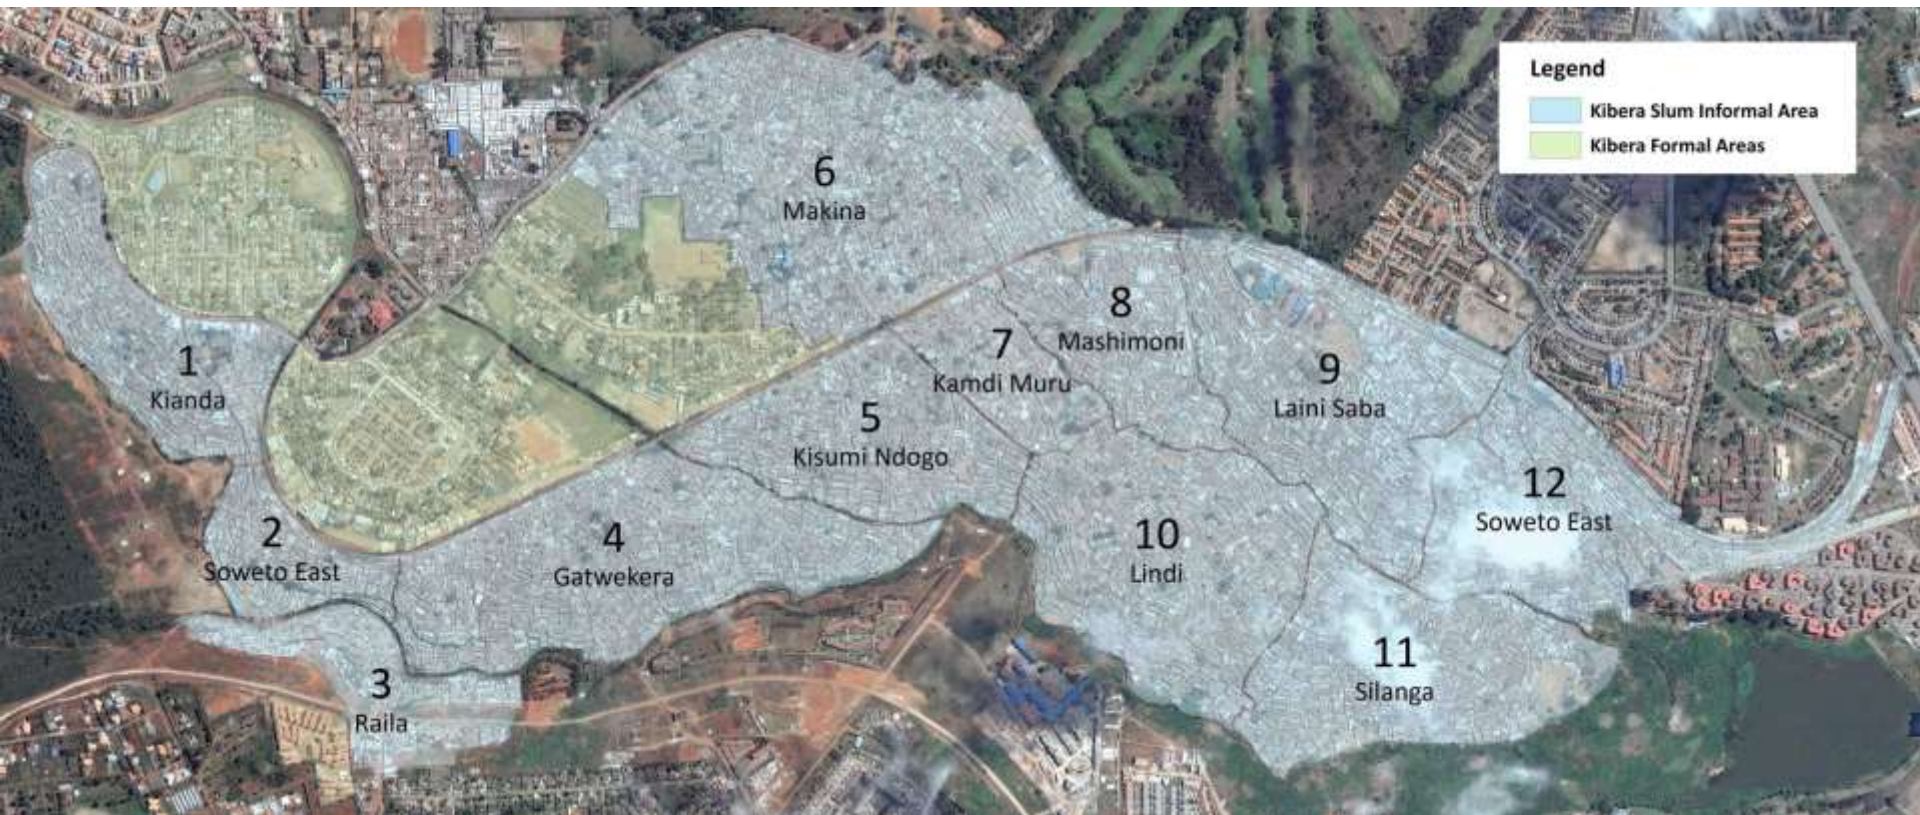 Legend
Kibera Slum Informal Area
Kibera Formal Areas
6
Makina
8
Mashimoni
7
Kamdi Muru
9
Laini Saba
1
Kianda
5
Kisumi Ndogo
12
Soweto East
2
Soweto East
4
Gatwekera
10
Lindi
11
Silanga
3
Raila